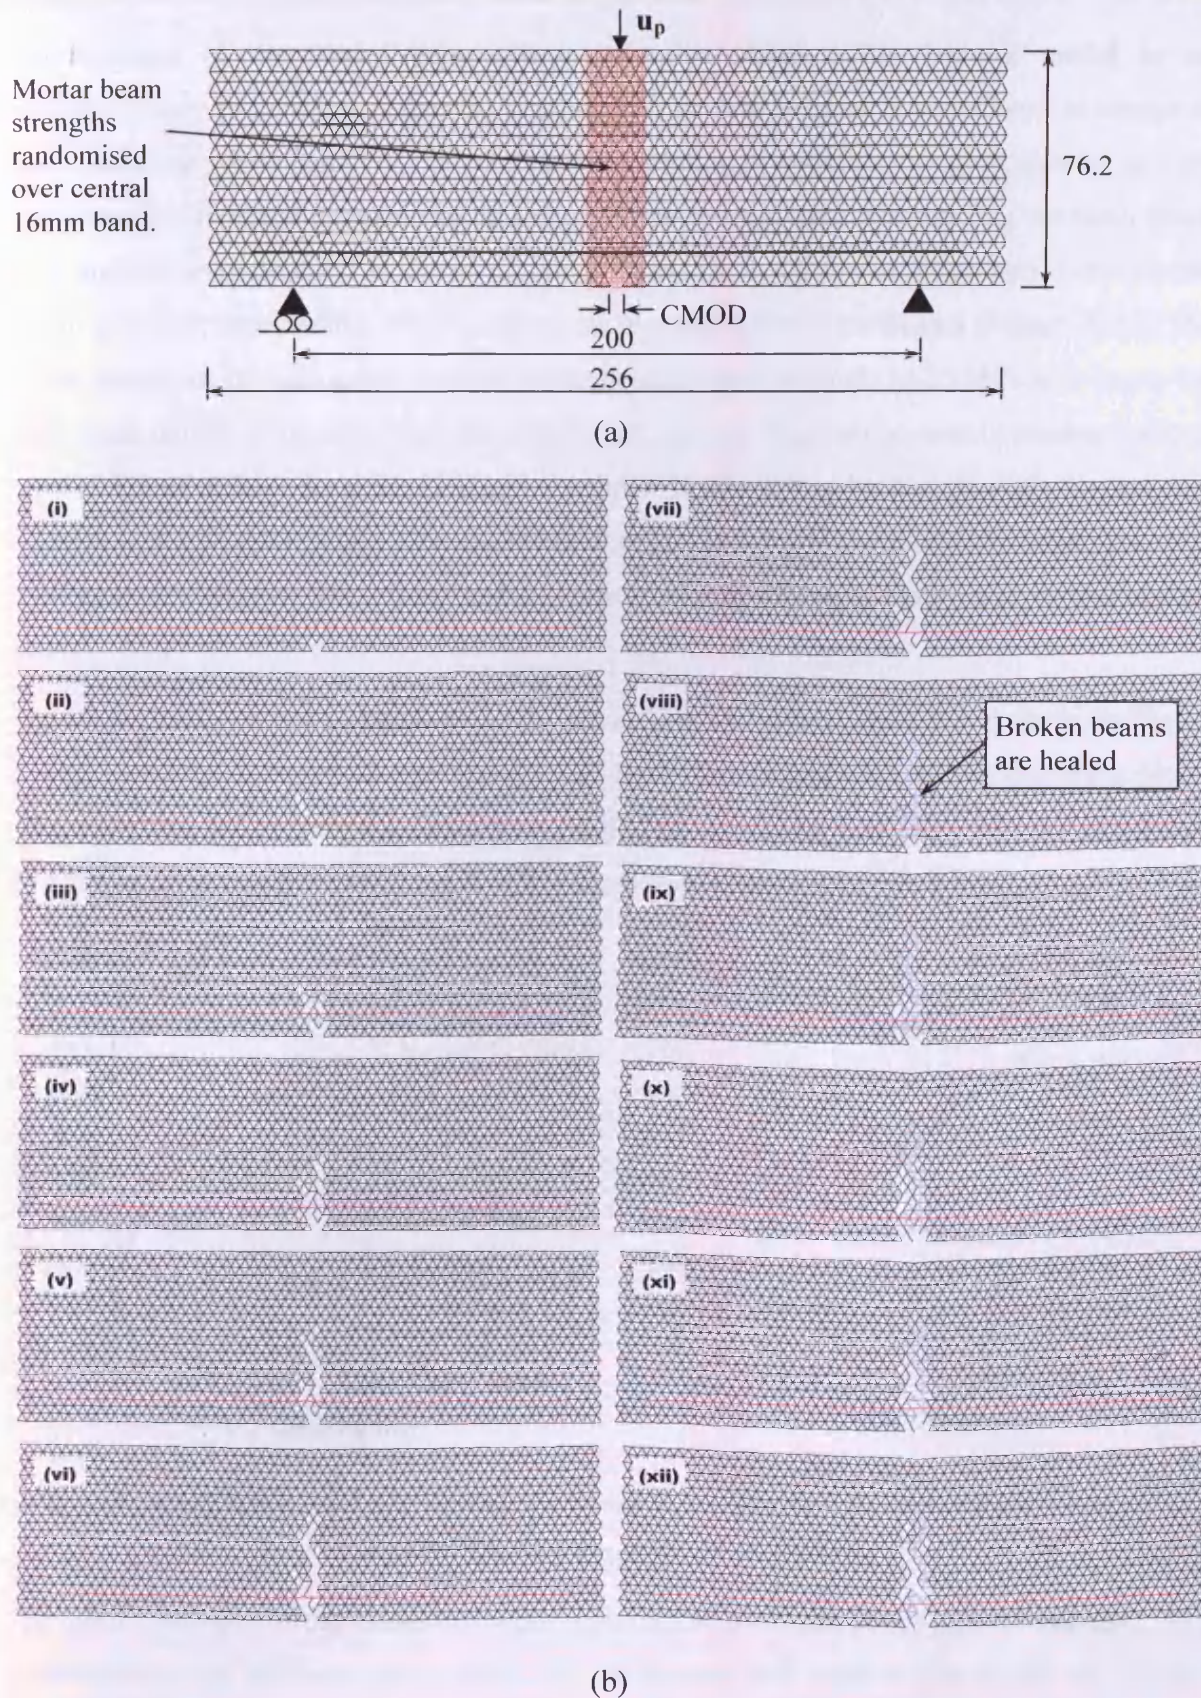 u_p
Mortar beam
strengths
randomised
over central
16mm band.
76.2
CMOD
200
256
(a)
(i)
(vii)
(ii)
(viii)
Broken beams
are healed
(iii)
(ix)
(iv)
(x)
(v)
(xi)
(vi)
(xii)
(b)